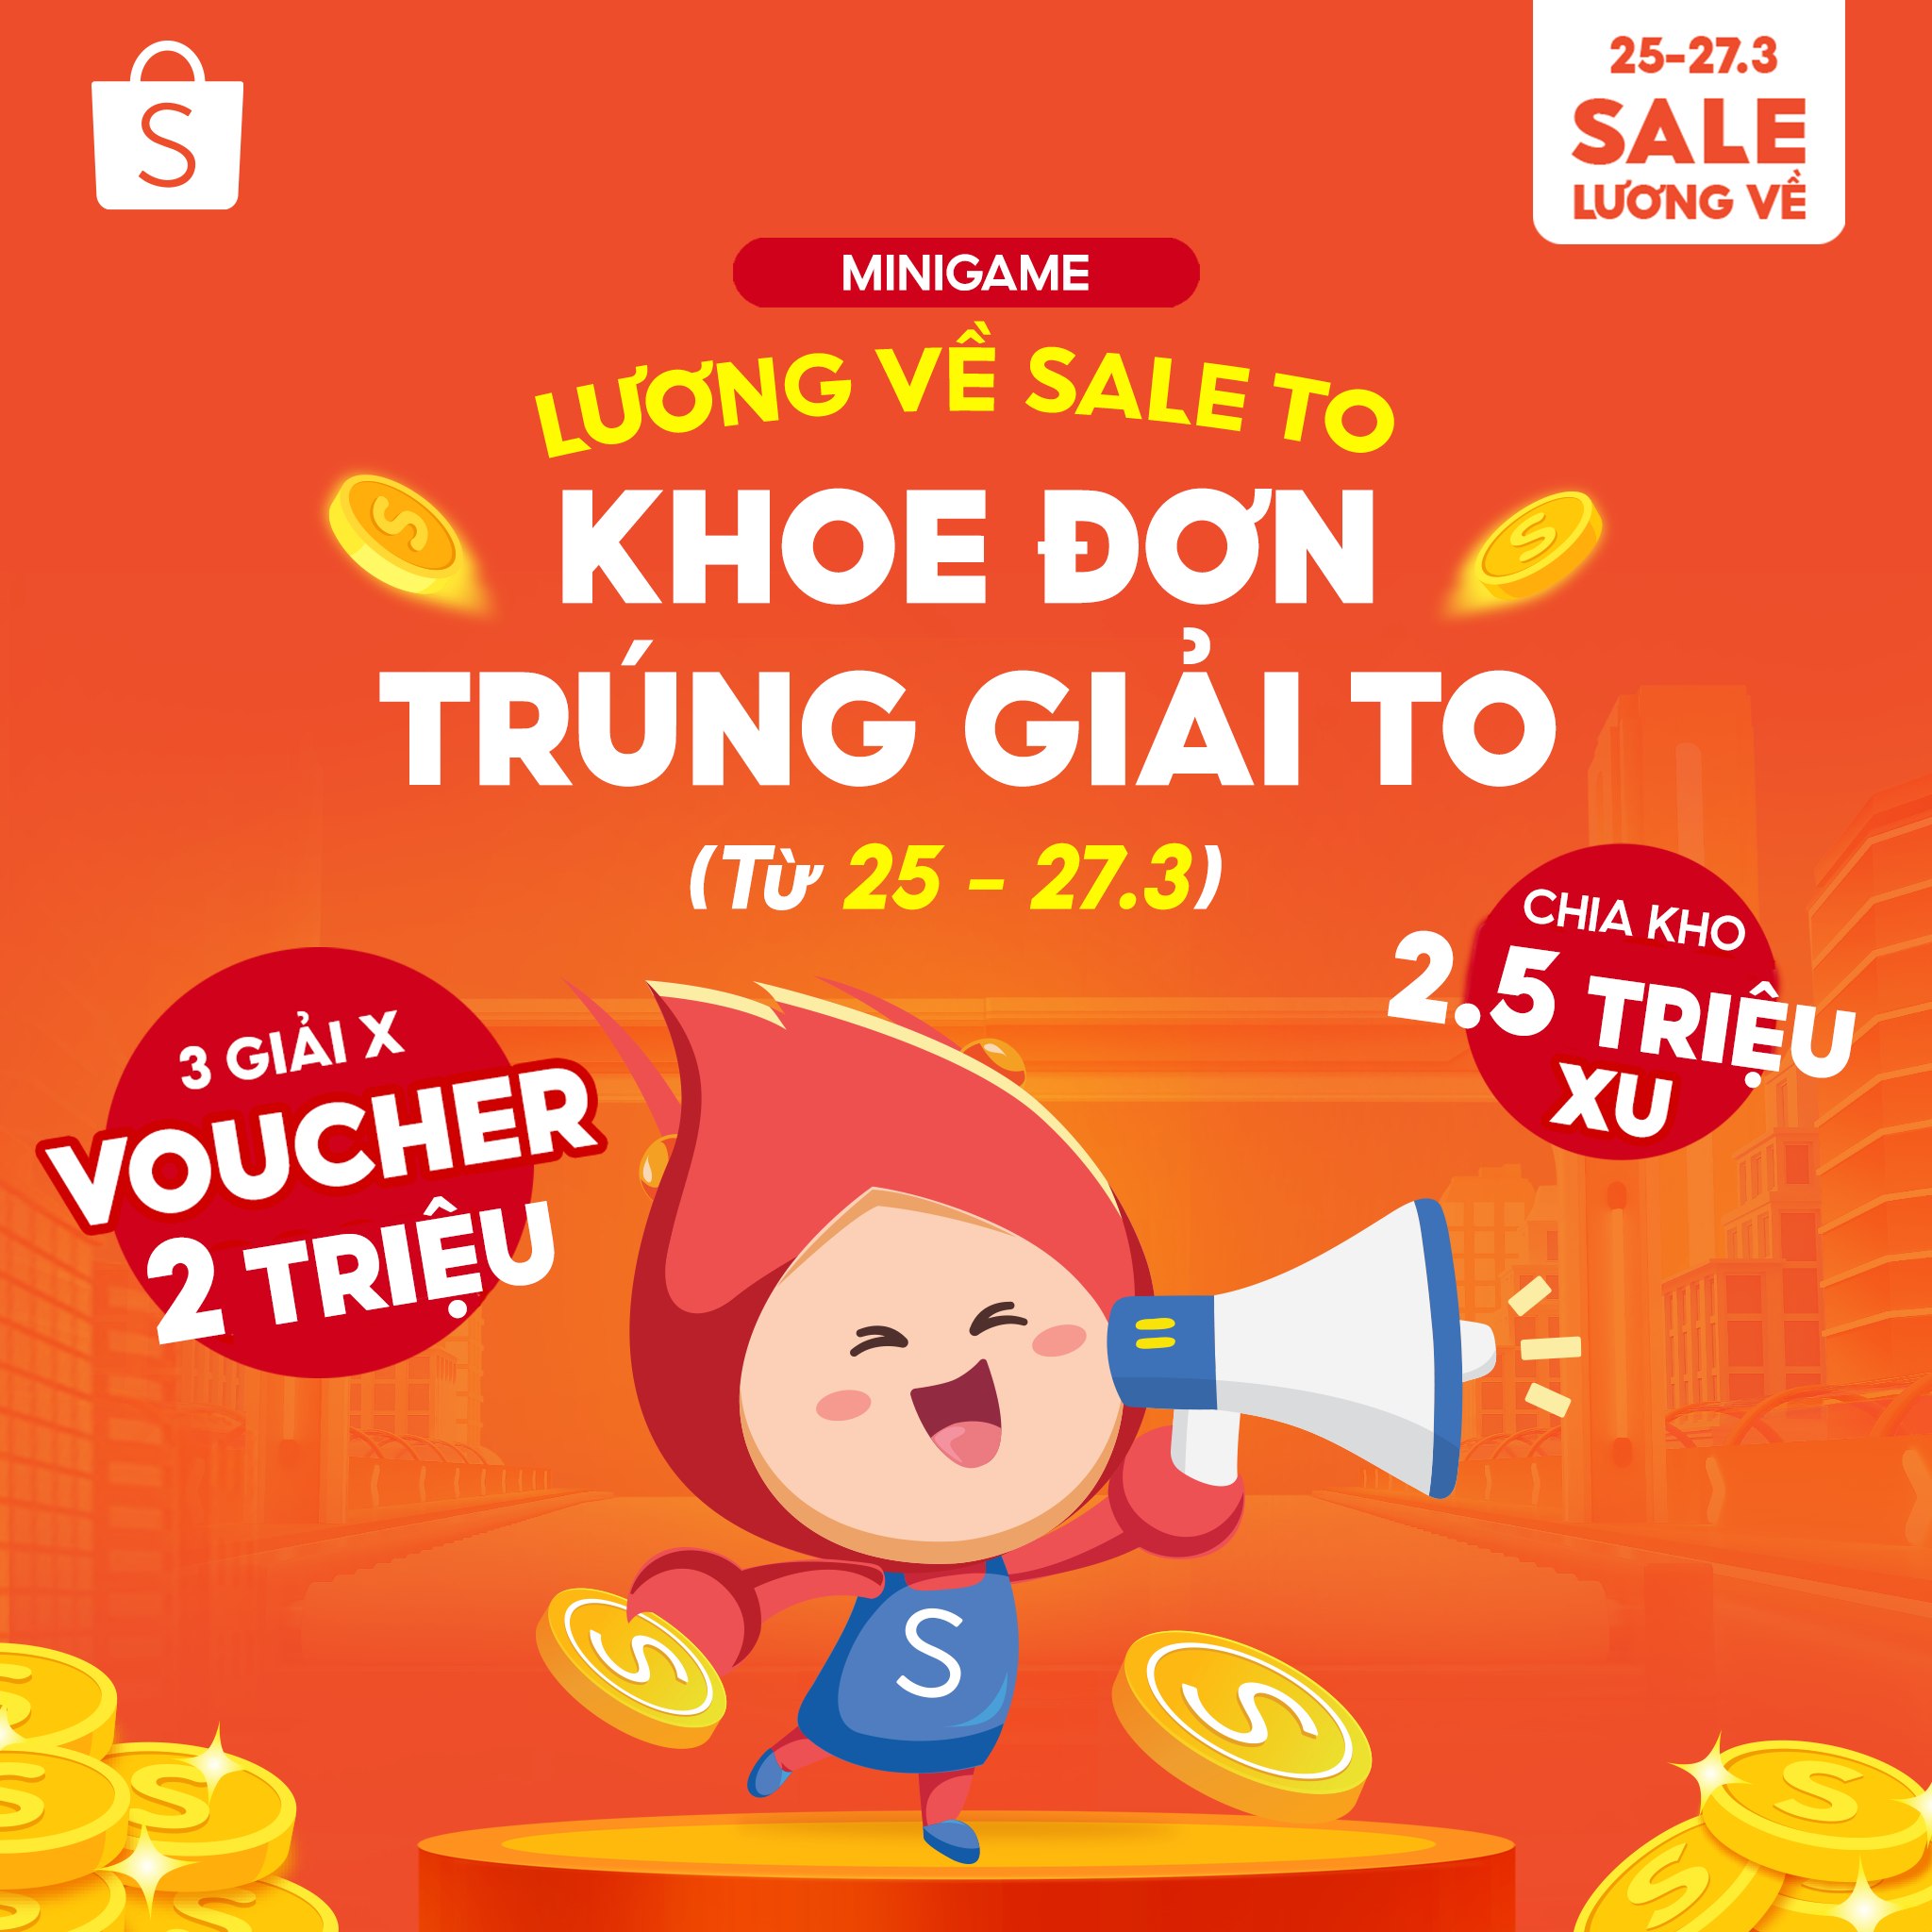 S
25-27.3
SALE
LƯƠNG VỀ
MINIGAME
LƯƠNG VỀ SALE TO
KHOE ĐƠN
TRÚNG GIẢI TO
(Từ 25 - 27.3)
CHIA KHO
2.5 TRIỆU
XU
3 GIẢI X
VOUCHER
2 TRIỆU
S
S
S
S
S
S
S
S
S
S
S